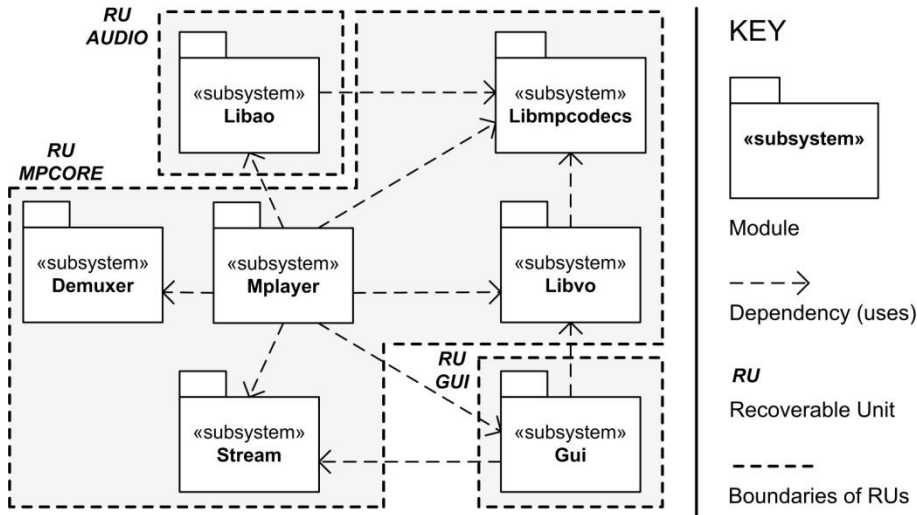 RU
AUDIO
«subsystem»
Libao
«subsystem»
Libmpcodecs
RU
MPCORE
«subsystem»
Demuxer
«subsystem»
Mplayer
«subsystem»
Libvo
RU
GUI
«subsystem»
Stream
«subsystem»
Gui
KEY
«subsystem»
Module
Dependency (uses)
RU
Recoverable Unit
Boundaries of RUs